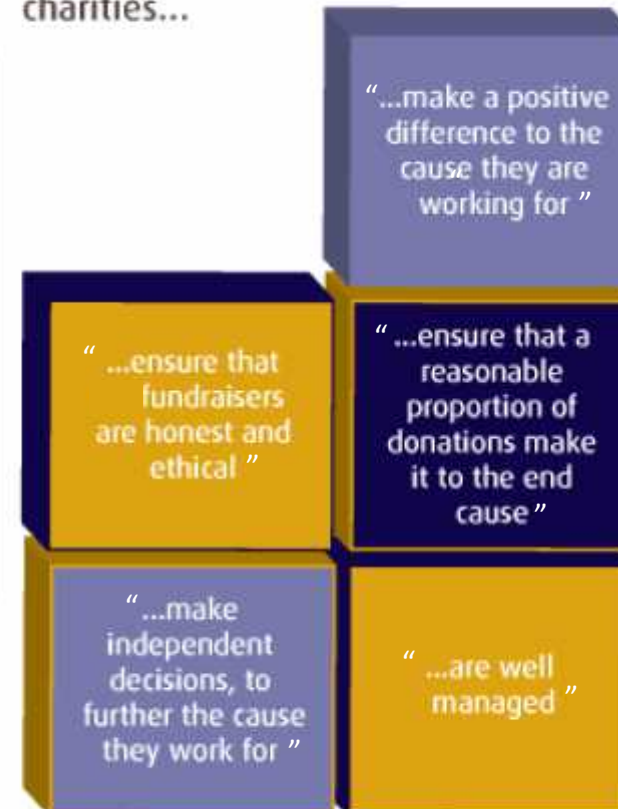 charities...
“...make a positive
difference to the
cause they are
working for ”
“ ...ensure that
fundraisers
are honest and
ethical ”
“ ...ensure that a
reasonable
proportion of
donations make
it to the end
cause ”
“ ...make
independent
decisions, to
further the cause
they work for ”
“ ...are well
managed ”